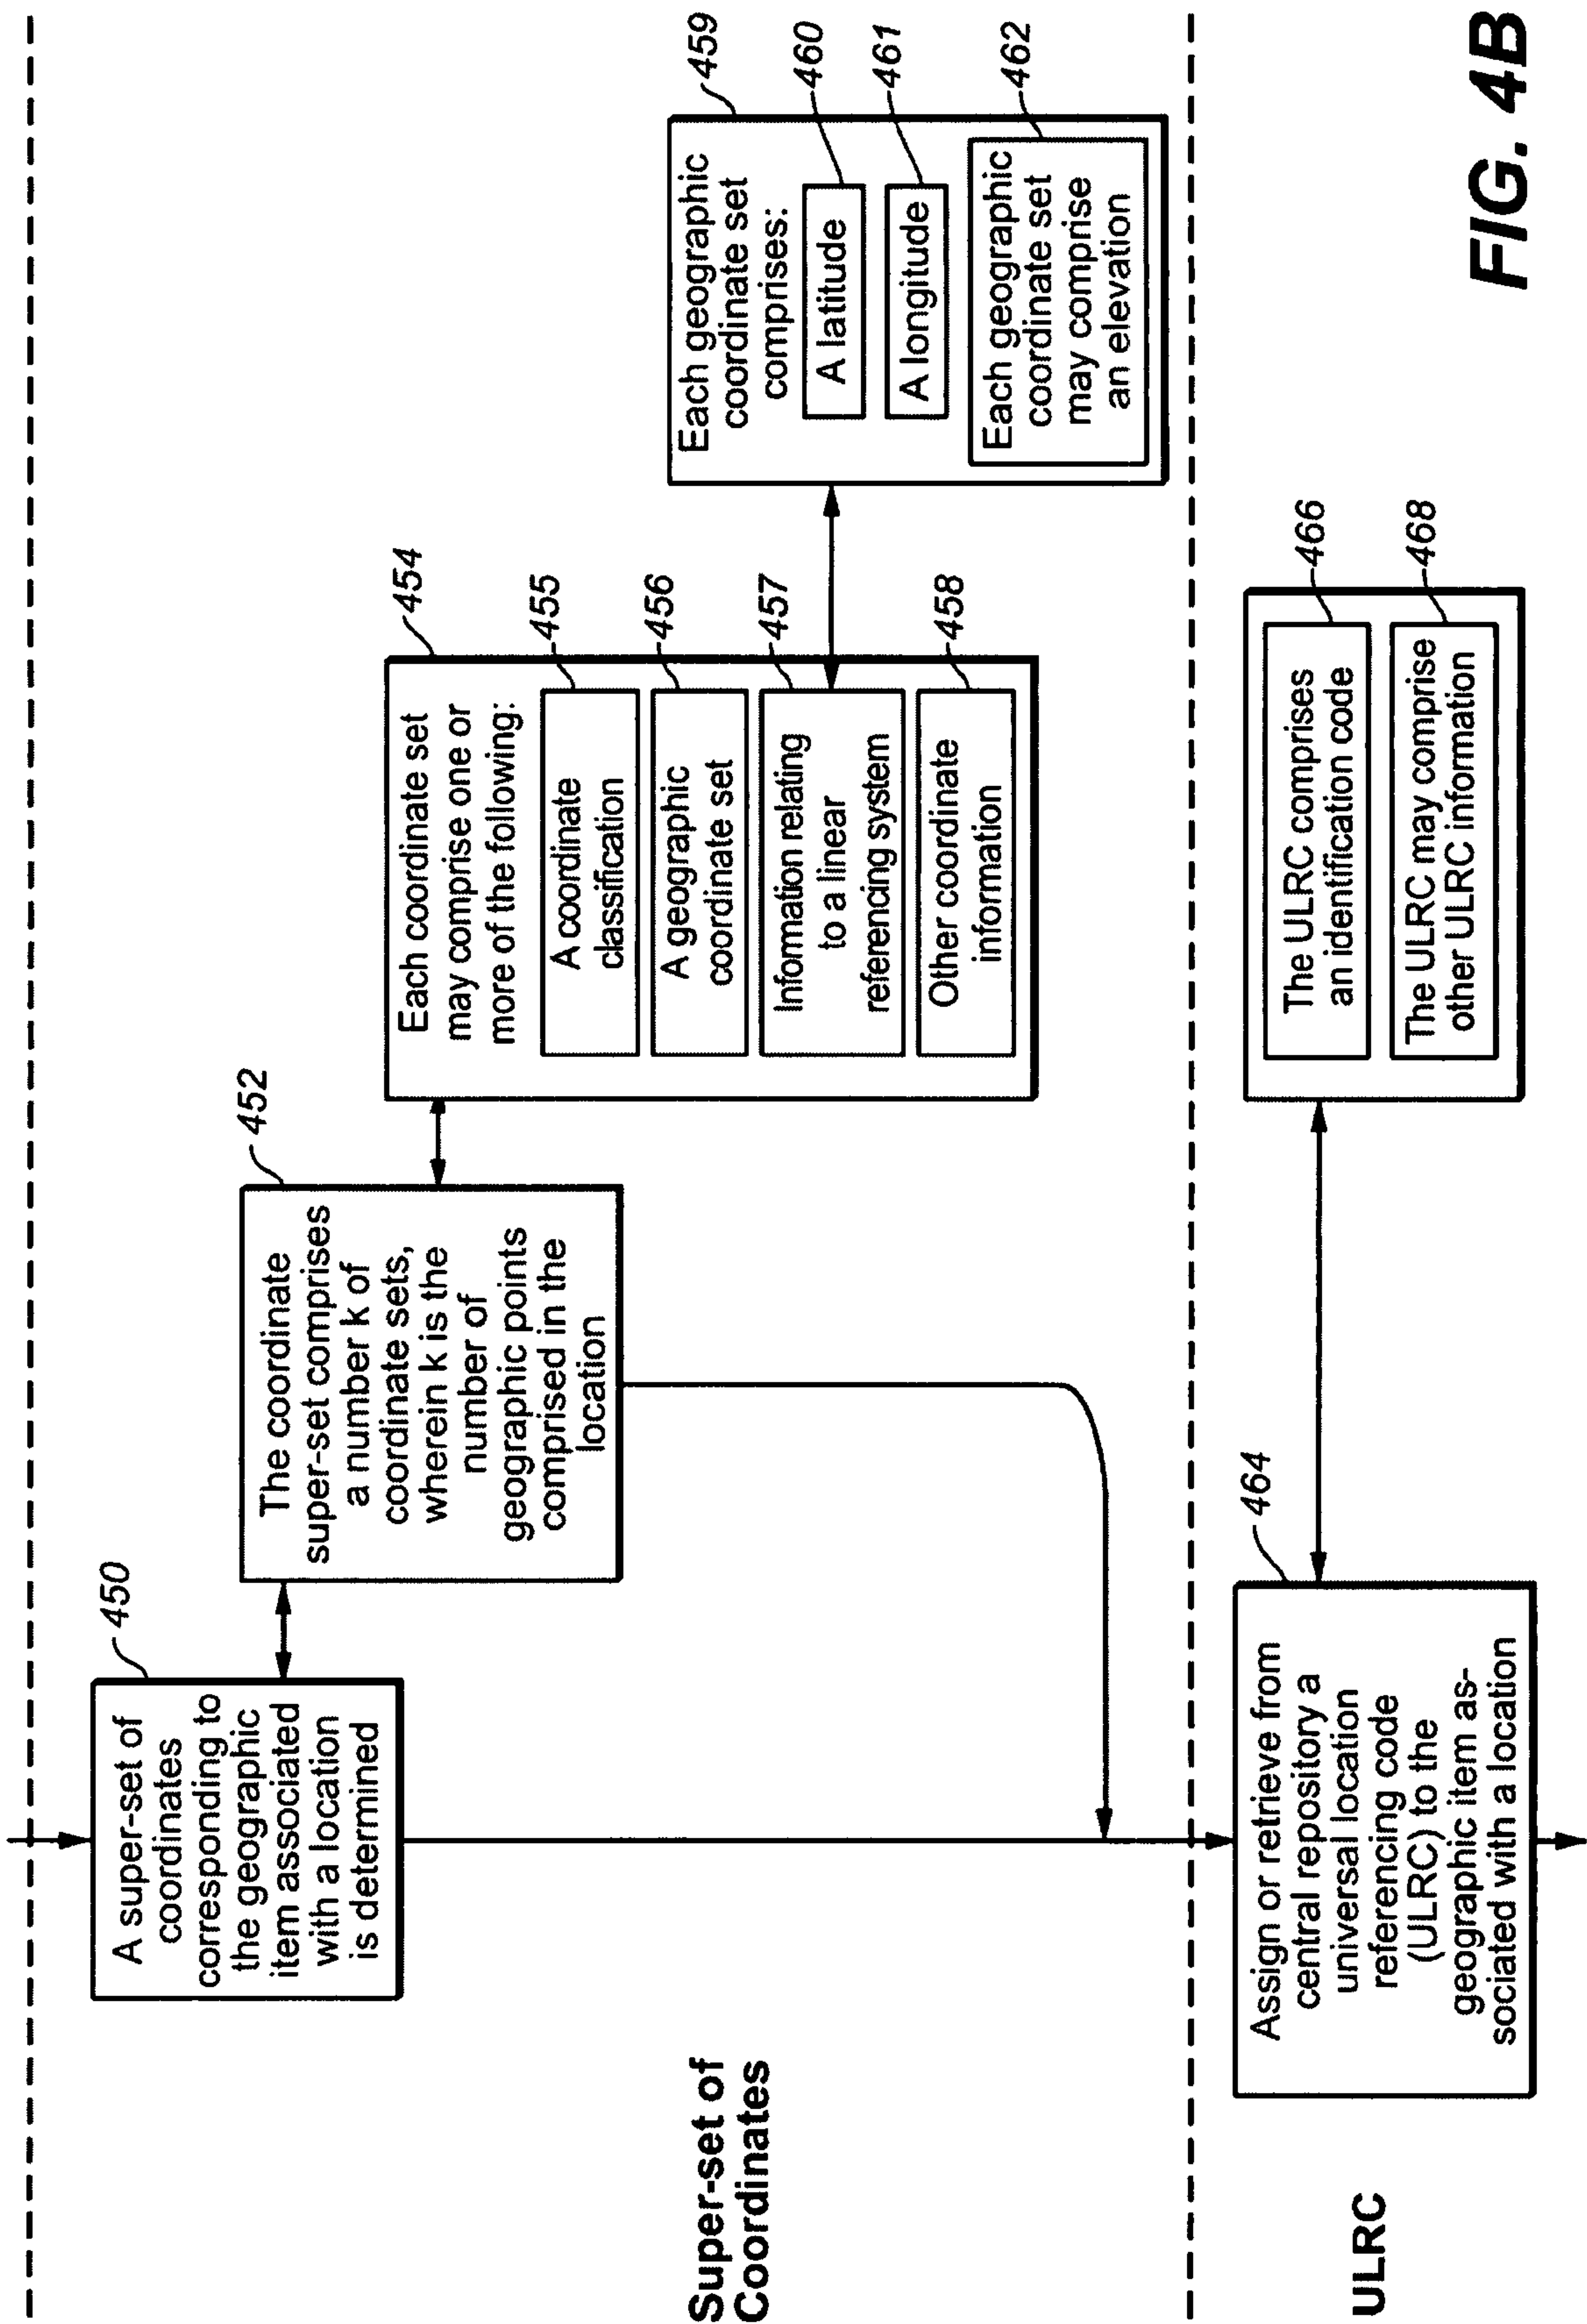 450
A super-set of
coordinates
corresponding to
the geographic
item associated
with a location
is determined
452
The coordinate
super-set comprises
a number k of
coordinate sets,
wherein k is the
number of
geographic points
comprised in the
location
454
Each coordinate set
may comprise one or
more of the following:
455
A coordinate
classification
456
A geographic
coordinate set
457
Information relating
to a linear
referencing system
458
Other coordinate
information
459
Each geographic
coordinate set
comprises:
460
A latitude
461
A longitude
462
Each geographic
coordinate set
may comprise
an elevation
Super-set of
Coordinates
ULRC
464
Assign or retrieve from
central repository a
universal location
referencing code
(ULRC) to the
geographic item as-
sociated with a location
466
The ULRC comprises
an identification code
468
The ULRC may comprise
other ULRC information
FIG. 4B